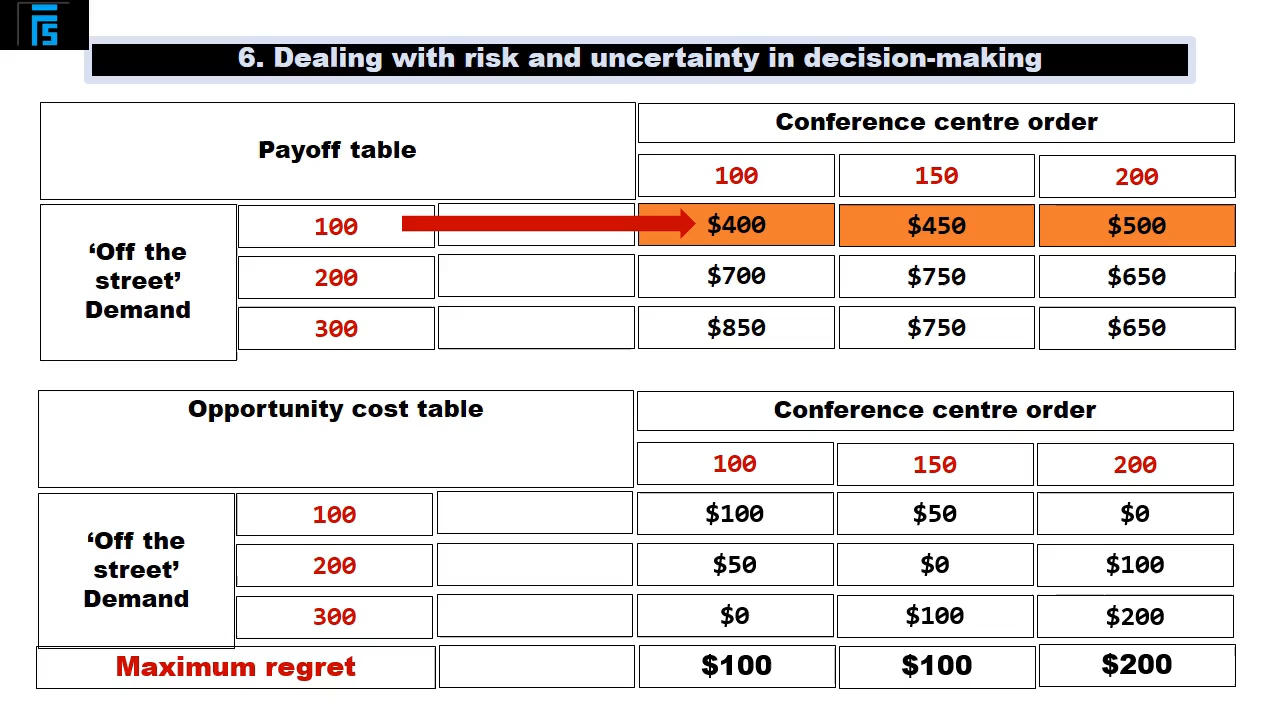 6. Dealing with risk and uncertainty in decision-making
Payoff table
Conference centre order
100 150 200
‘Off the
street’
Demand
100 $400 $450 $500
200 $700 $750 $650
300 $850 $750 $650
Opportunity cost table
Conference centre order
100 150 200
‘Off the
street’
Demand
100 $100 $50 $0
200 $50 $0 $100
300 $0 $100 $200
Maximum regret $100 $100 $200